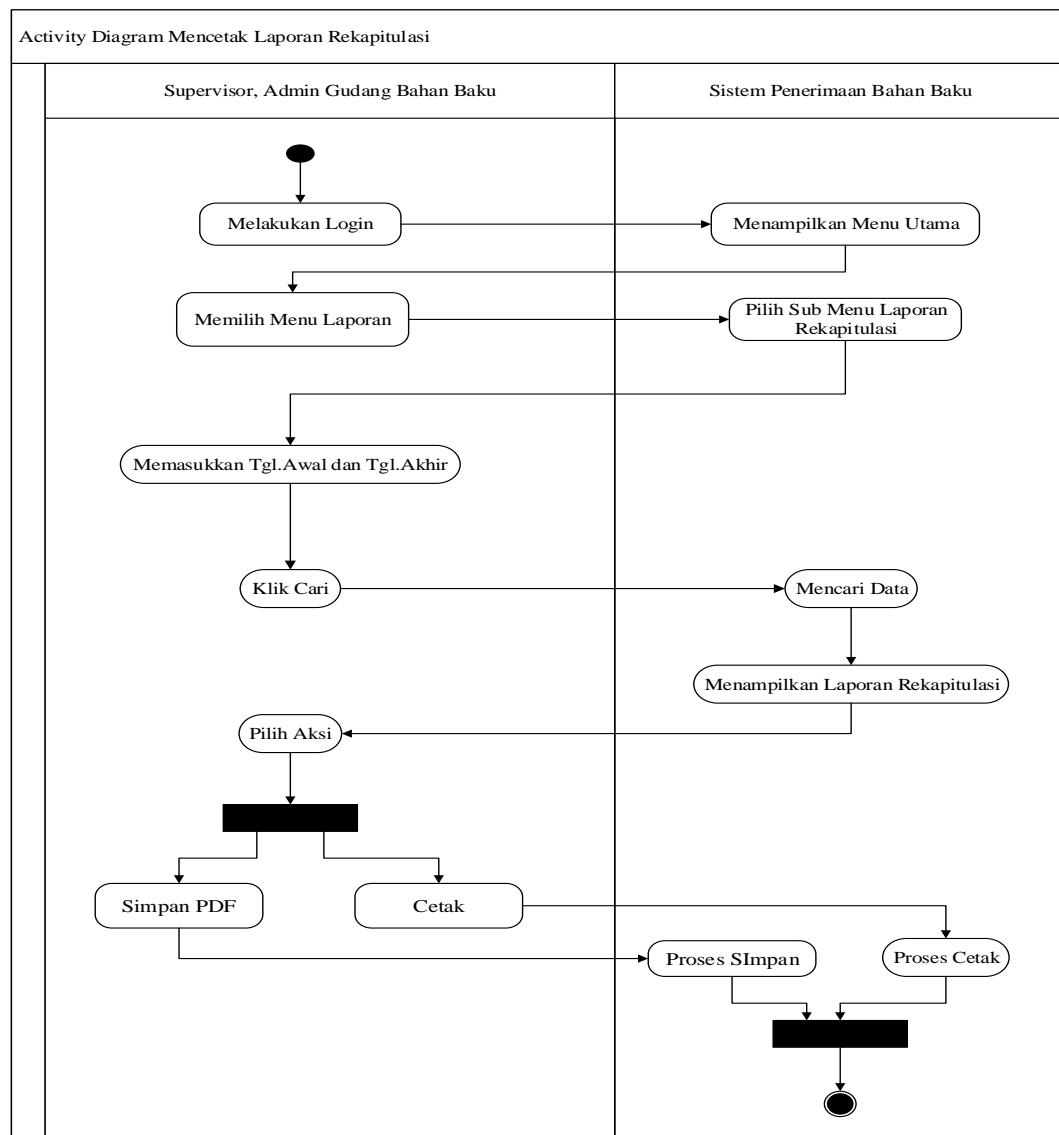 Activity Diagram Mencetak Laporan Rekapitulasi
Supervisor, Admin Gudang Bahan Baku
Sistem Penerimaan Bahan Baku
Melakukan Login
Menampilkan Menu Utama
Memilih Menu Laporan
Pilih Sub Menu Laporan
Rekapitulasi
Memasukkan Tgl.Awal dan Tgl.Akhir
Klik Cari
Mencari Data
Menampilkan Laporan Rekapitulasi
Pilih Aksi
Simpan PDF
Cetak
Proses SImpan
Proses Cetak